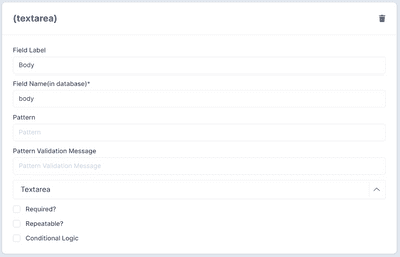 (textarea)
Field Label
Body
Field Name(in database)*
body
Pattern
Pattern
Pattern Validation Message
Pattern Validation Message
Textarea
Required?
Repeatable?
Conditional Logic